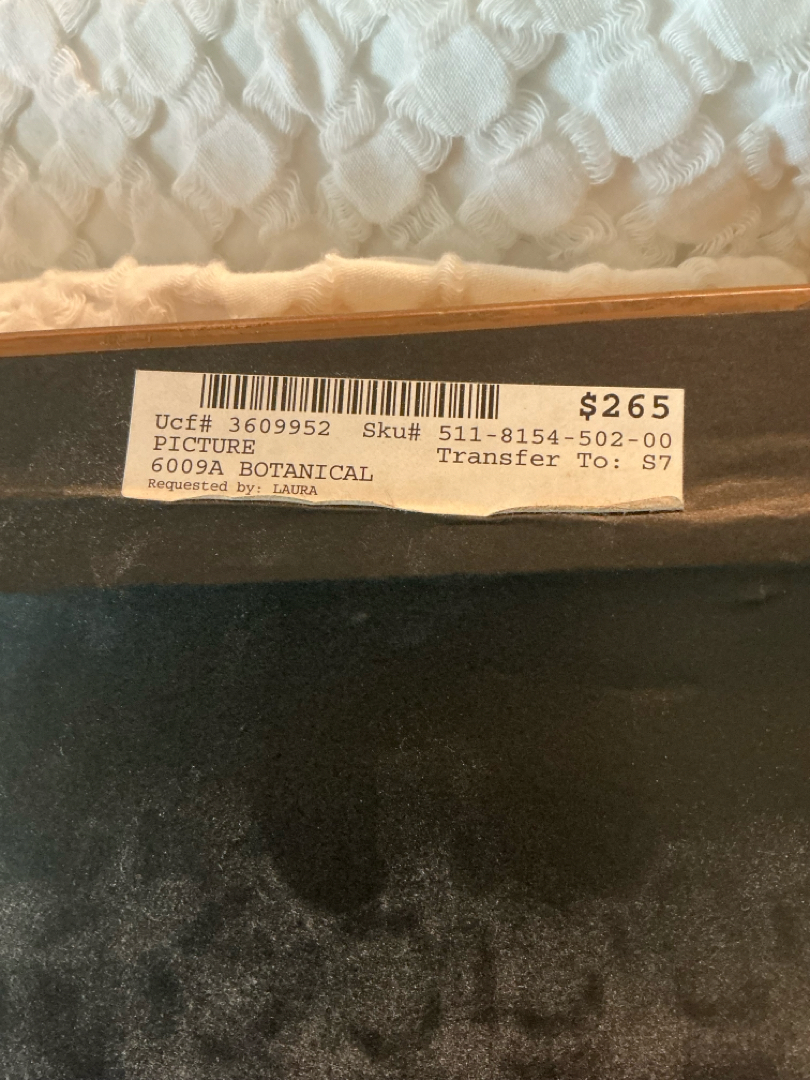 $265
Ucf# 3609952 Sku# 511-8154-502-00
PICTURE Transfer To: S7
6009A BOTANICAL
Requested by: LAURA